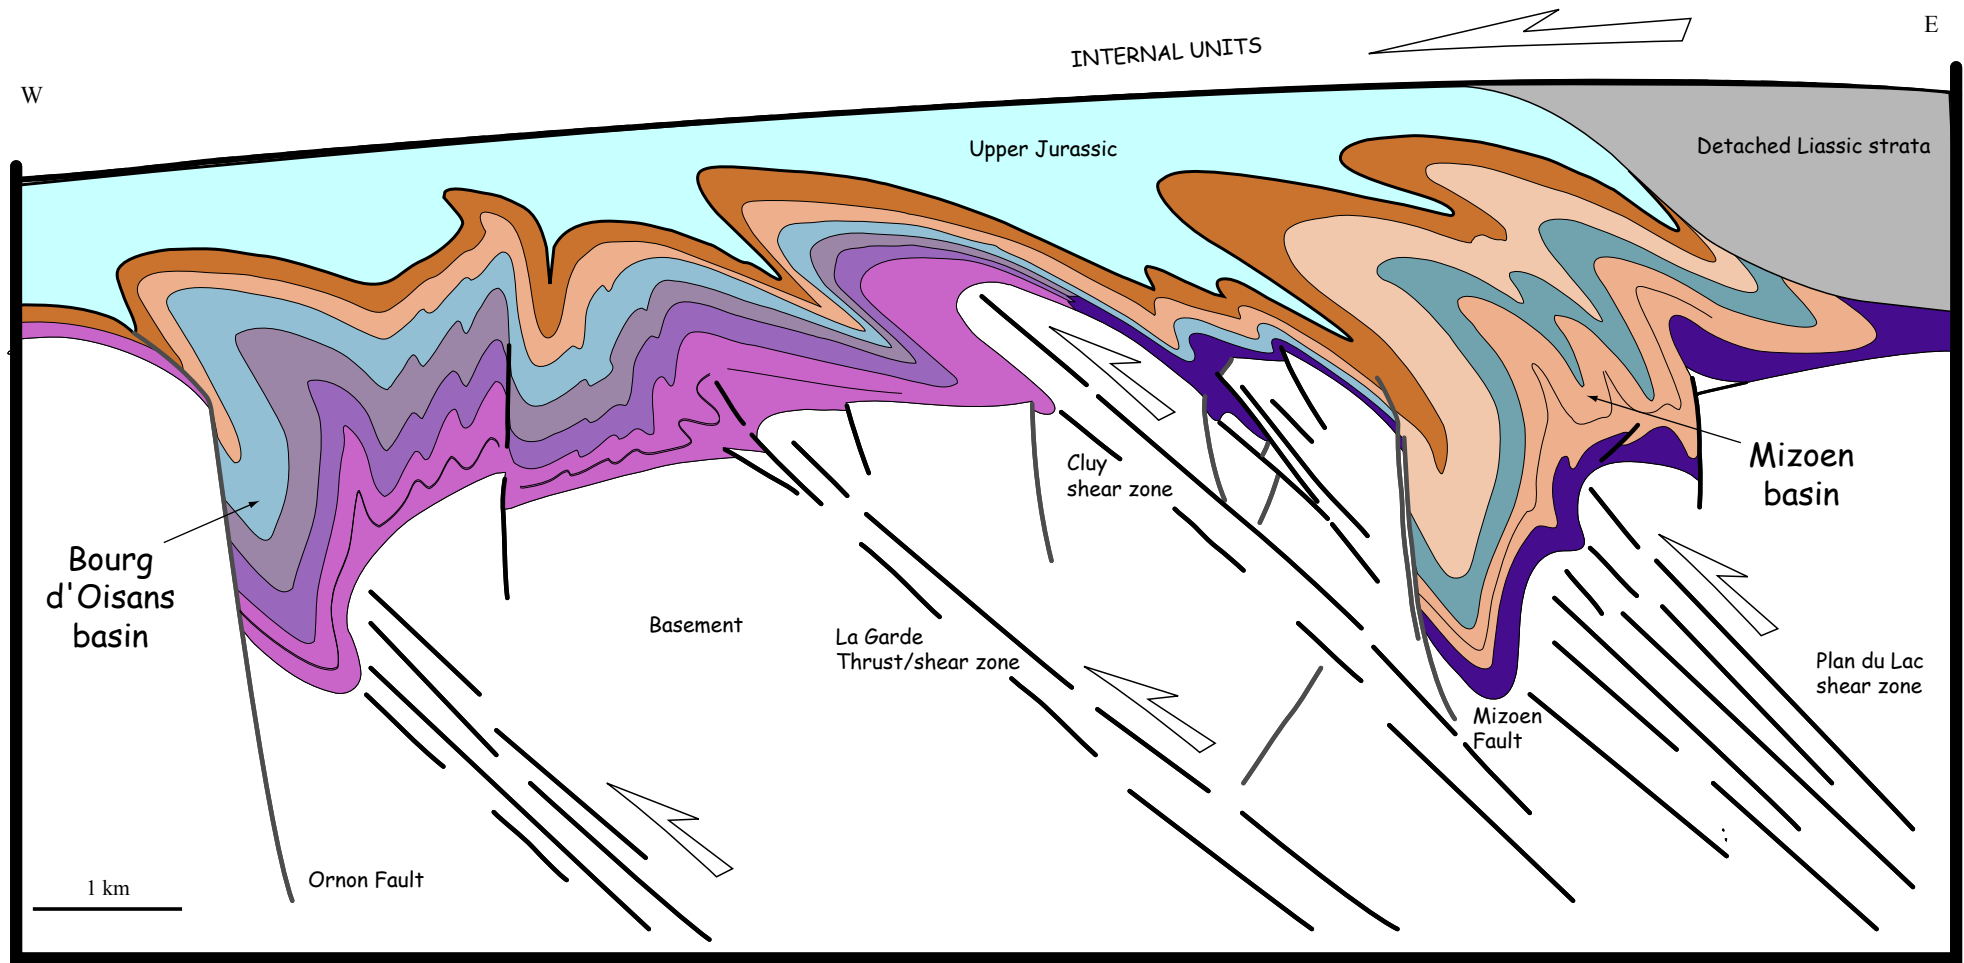 E
INTERNAL UNITS
W
Upper Jurassic
Detached Liassic strata
Cluy
shear zone
Mizoen
basin
Bourg
d'Oisans
basin
Basement
La Garde
Thrust/shear zone
Plan du Lac
shear zone
Mizoen
Fault
Ornon Fault
1 km